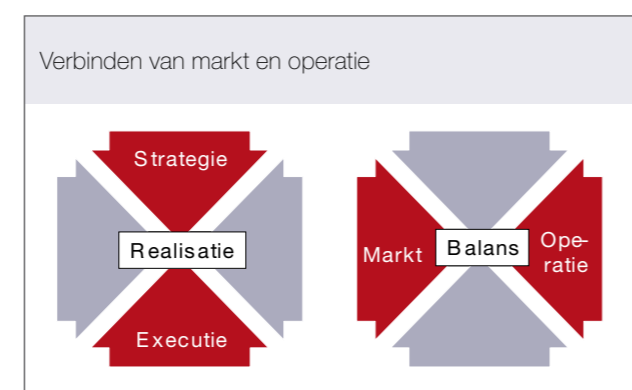 Verbinden van markt en operatie
Strategie
Realisatie
Executie
Markt
Balans
Ope-
ratie